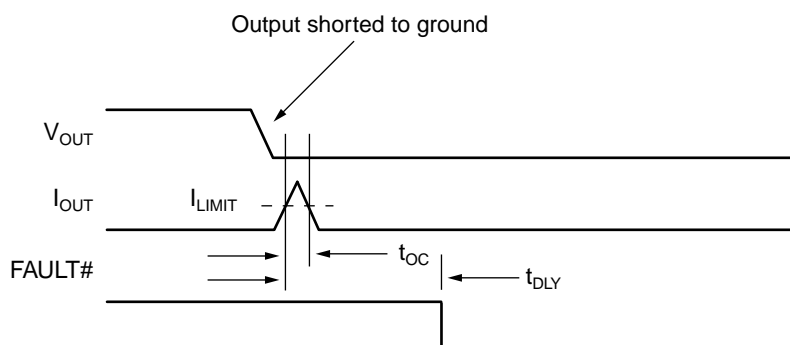 Output shorted to ground
VOUT
IOUT
ILIMIT
tOC
FAULT#
tDLY